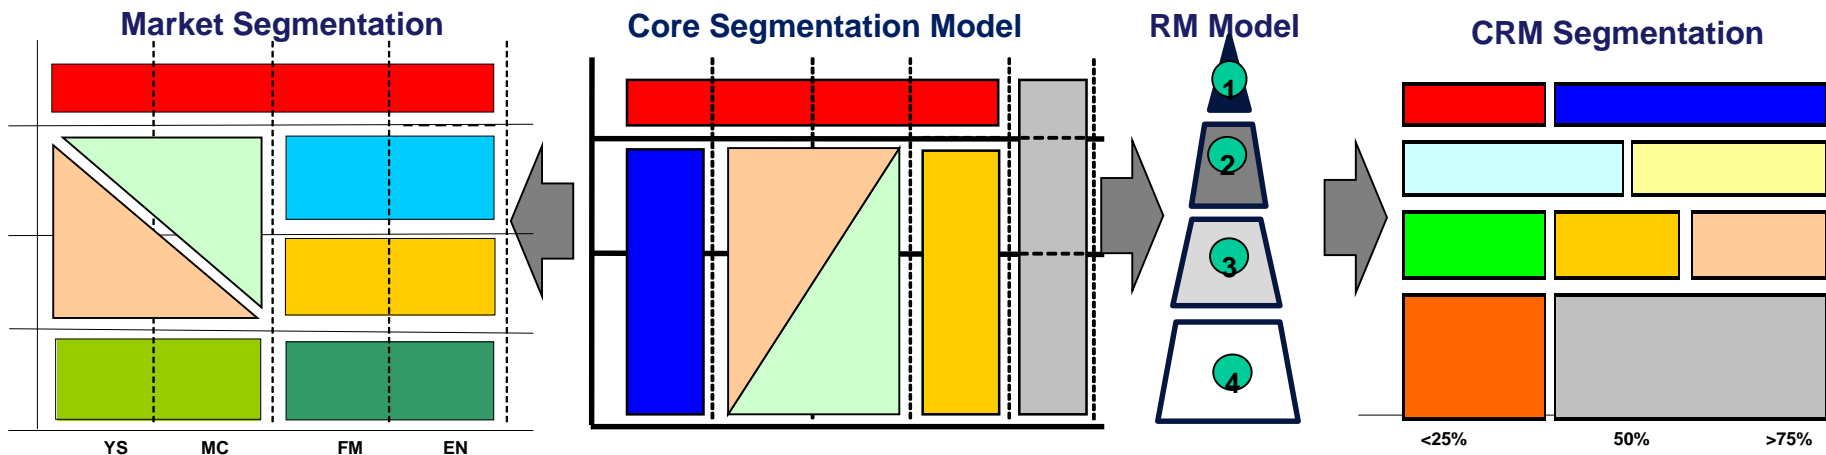 Market Segmentation
Core Segmentation Model
RM Model
CRM Segmentation
1
2
3
4
YS MC FM EN
<25% 50% >75%